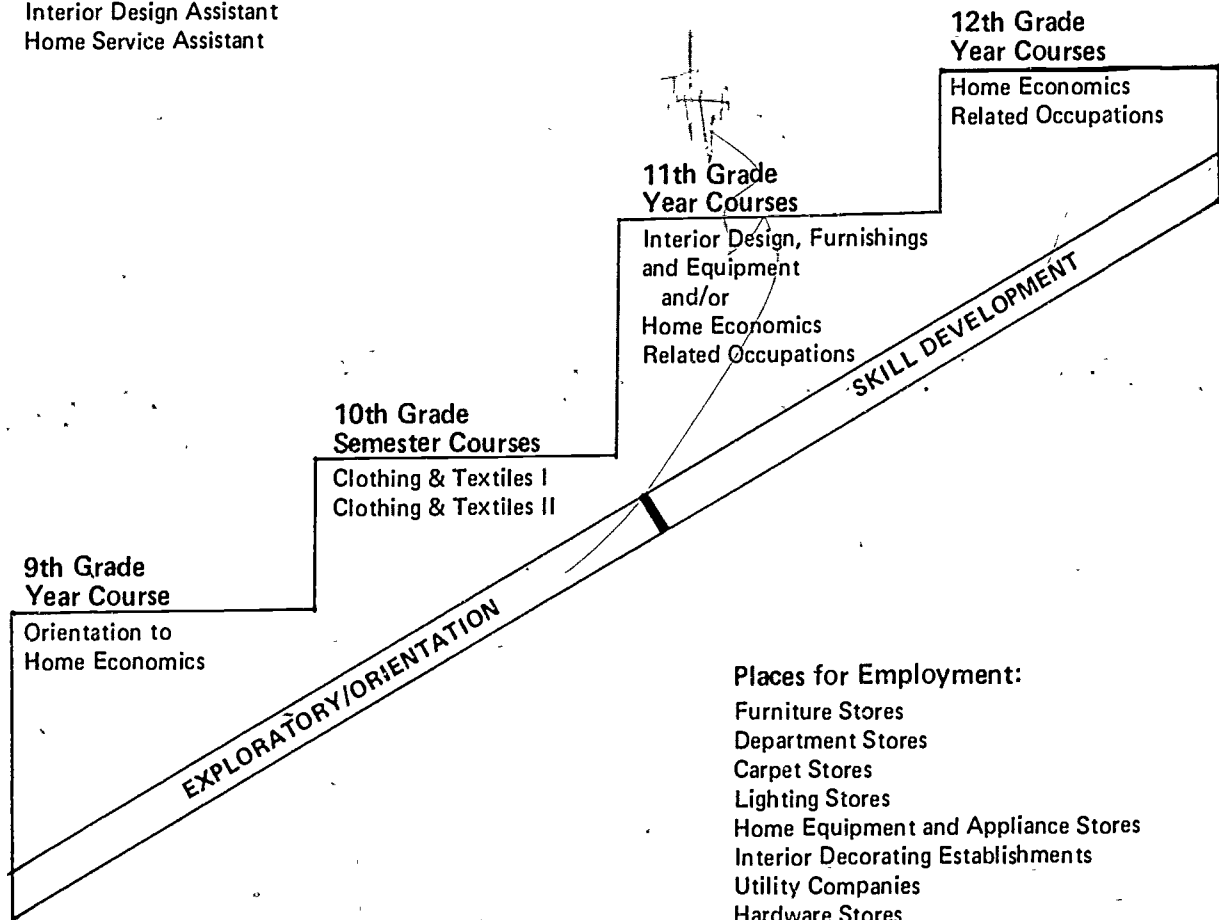 Interior Design Assistant
Home Service Assistant
12th Grade
Year Courses
Home Economics
Related Occupations
11th Grade
Year Courses
Interior Design, Furnishings
and Equipment
and/or
Home Economics
Related Occupations
SKILL DEVELOPMENT
10th Grade
Semester Courses
Clothing & Textiles I
Clothing & Textiles II
9th Grade
Year Course
Orientation to
Home Economics
EXPLORATORY/ORIENTATION
Places for Employment:
Furniture Stores
Department Stores
Carpet Stores
Lighting Stores
Home Equipment and Appliance Stores
Interior Decorating Establishments
Utility Companies
Hardware Stores